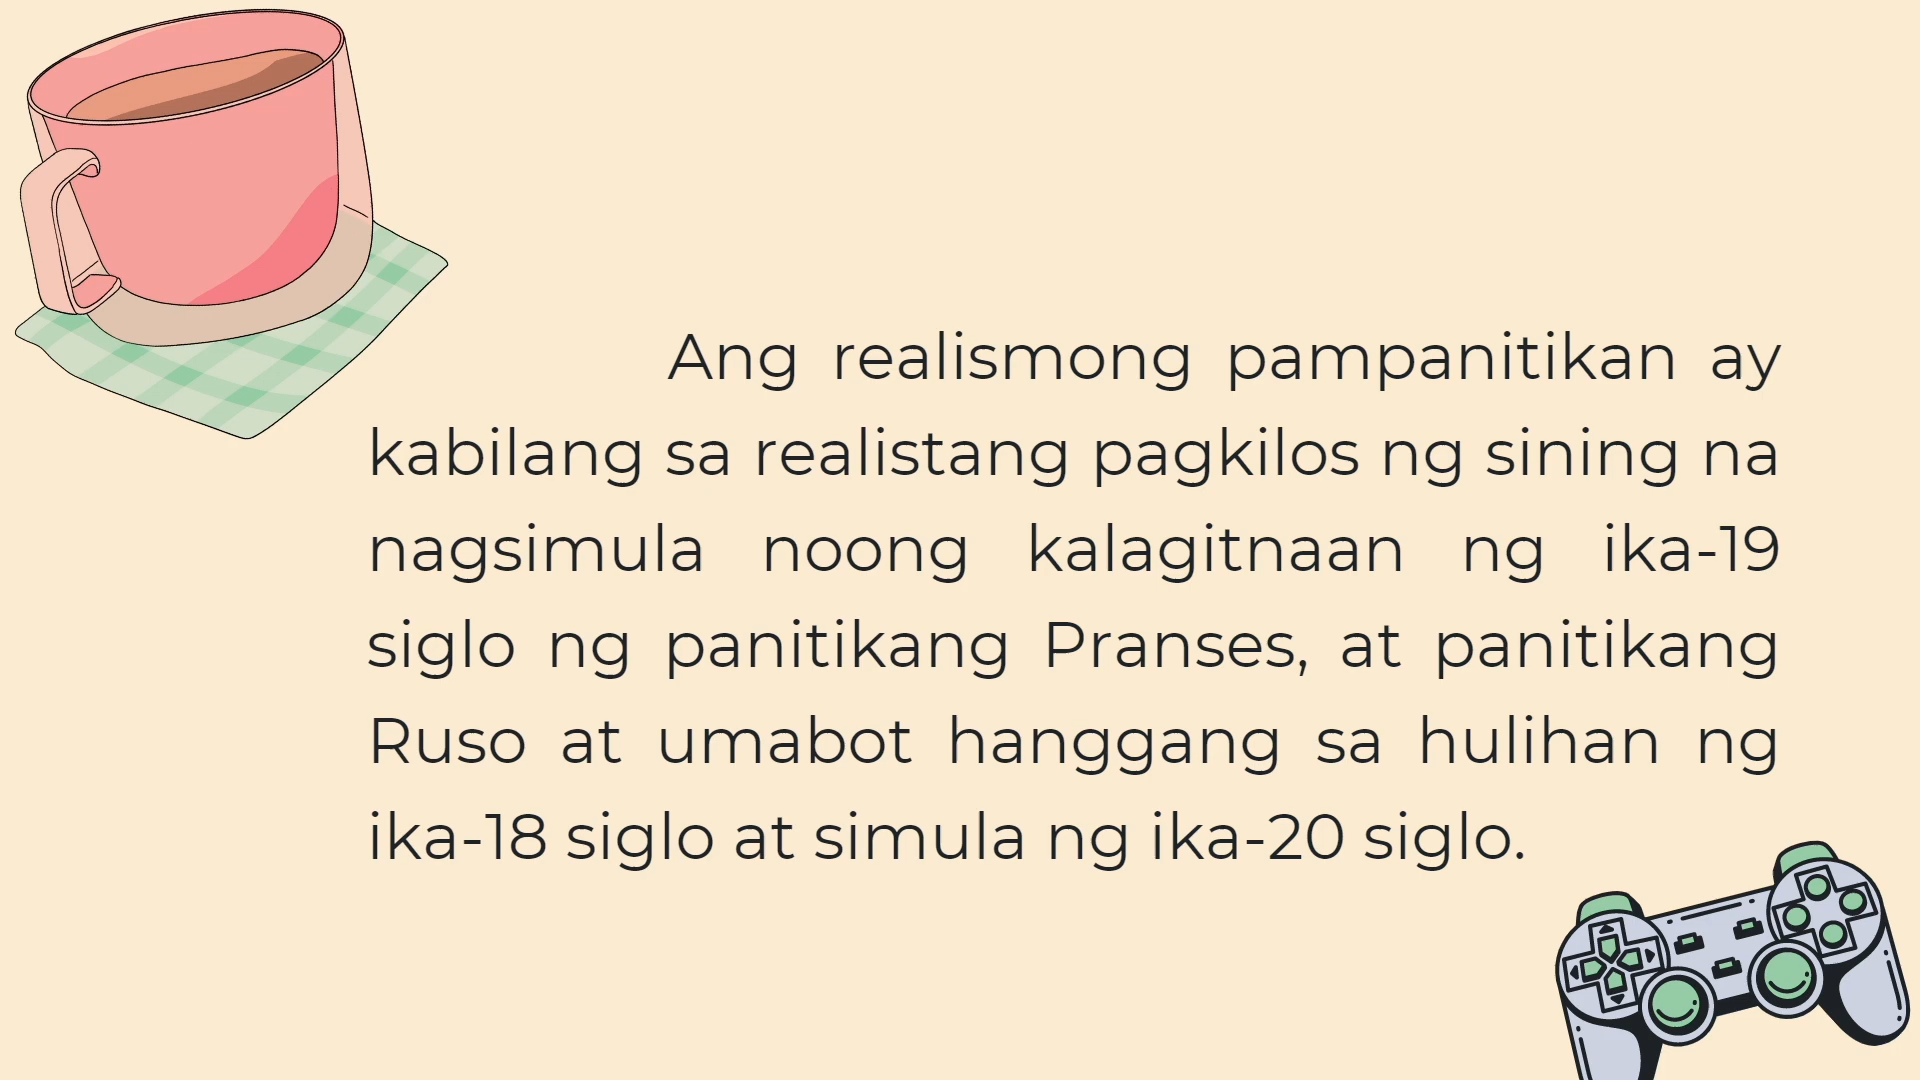 Ang realismong pampanitikan ay
kabilang sa realistang pagkilos ng sining na
nagsimula noong kalagitnaan ng ika-19
siglo ng panitikang Pranses, at panitikang
Ruso at umabot hanggang sa hulihan ng
ika-18 siglo at simula ng ika-20 siglo.